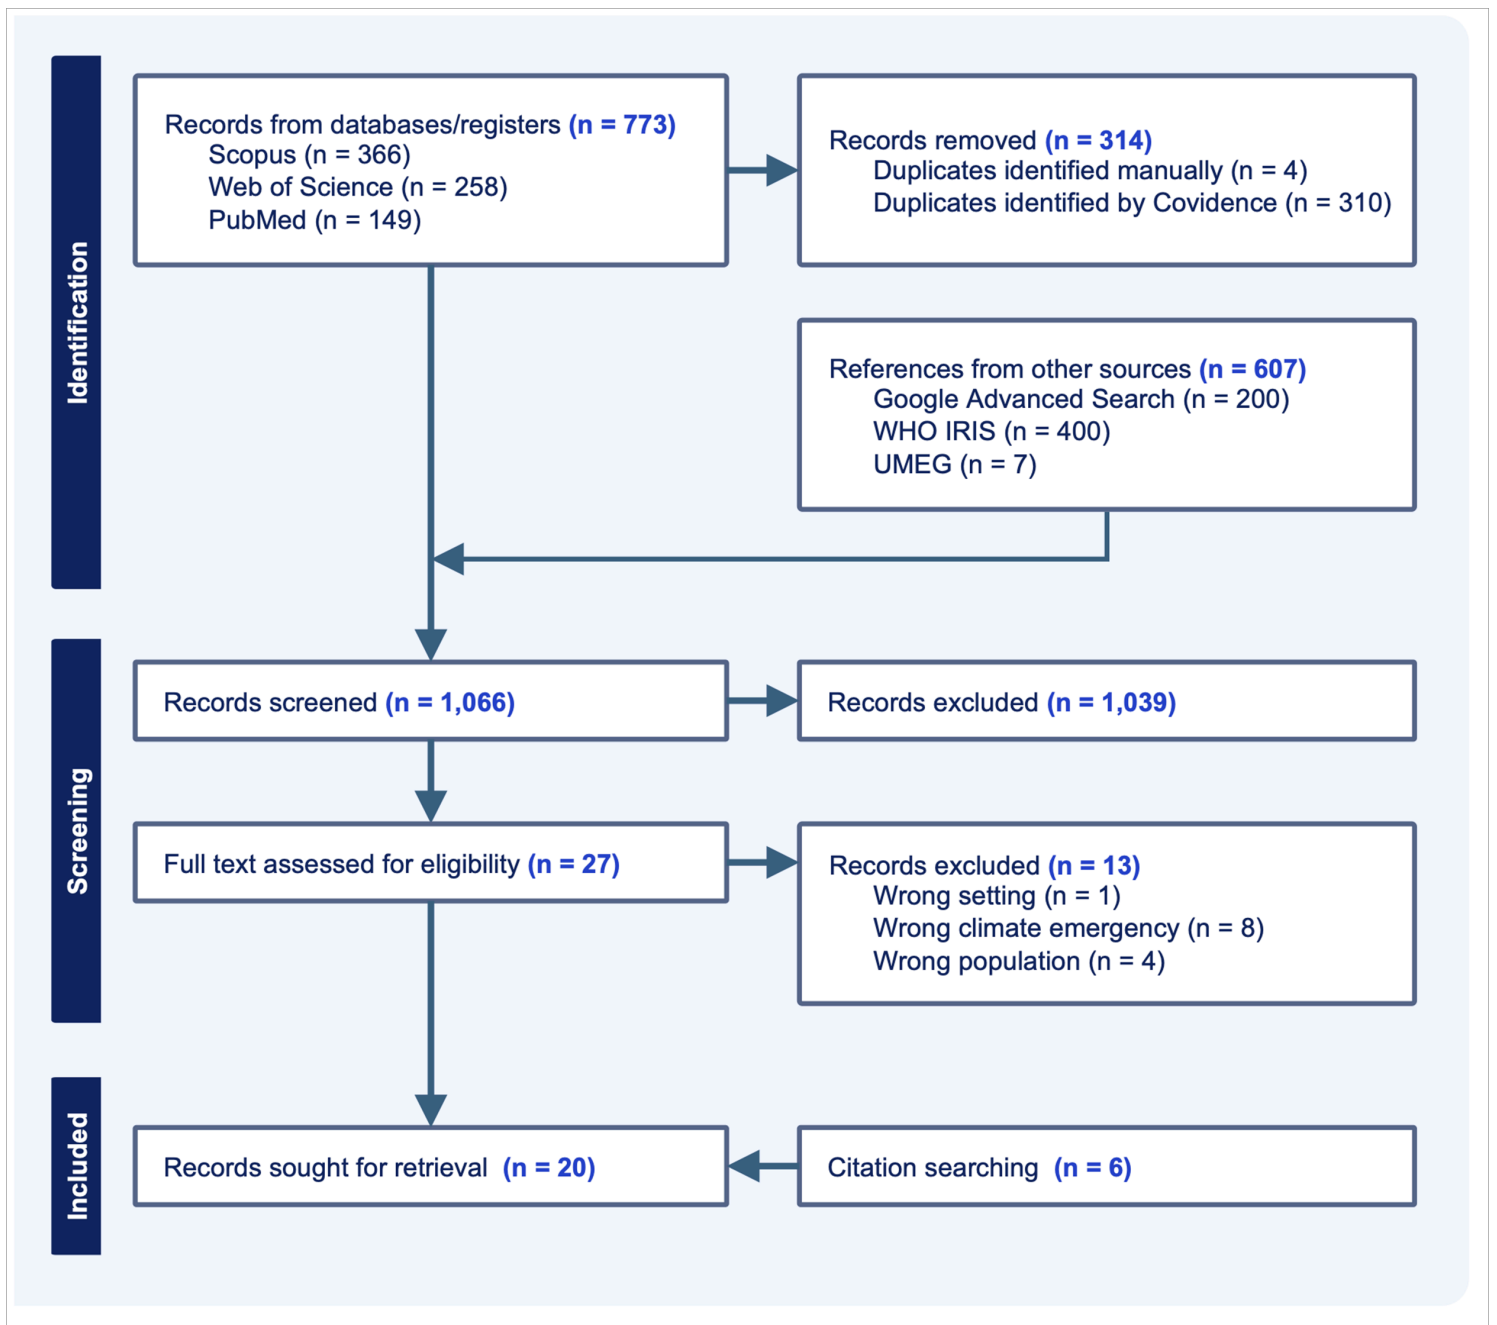 Identification
Records from databases/registers (n = 773)
Scopus (n = 366)
Web of Science (n = 258)
PubMed (n = 149)
Records removed (n = 314)
Duplicates identified manually (n = 4)
Duplicates identified by Covidence (n = 310)
References from other sources (n = 607)
Google Advanced Search (n = 200)
WHO IRIS (n = 400)
UMEG (n = 7)
Screening
Records screened (n = 1,066)
Records excluded (n = 1,039)
Full text assessed for eligibility (n = 27)
Records excluded (n = 13)
Wrong setting (n = 1)
Wrong climate emergency (n = 8)
Wrong population (n = 4)
Included
Records sought for retrieval (n = 20)
Citation searching (n = 6)